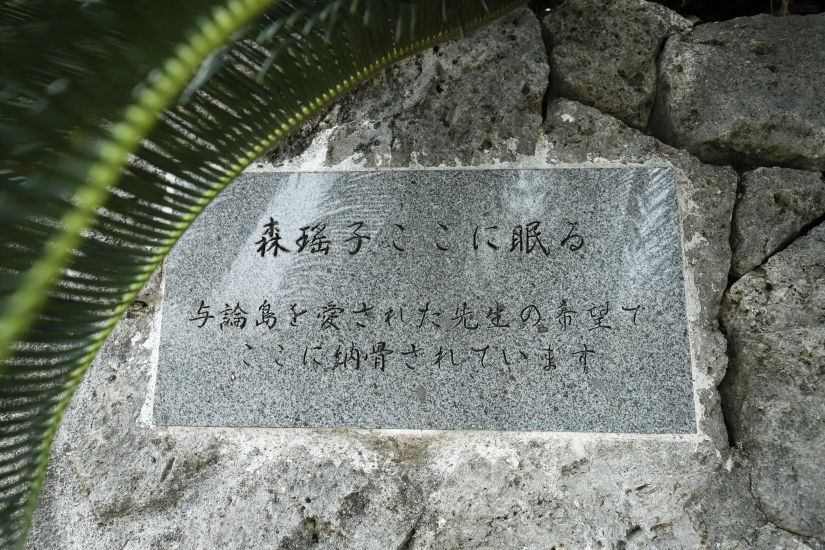 森瑶子ここに眠る
与論島を愛された先生の希望で
ここに納骨されています